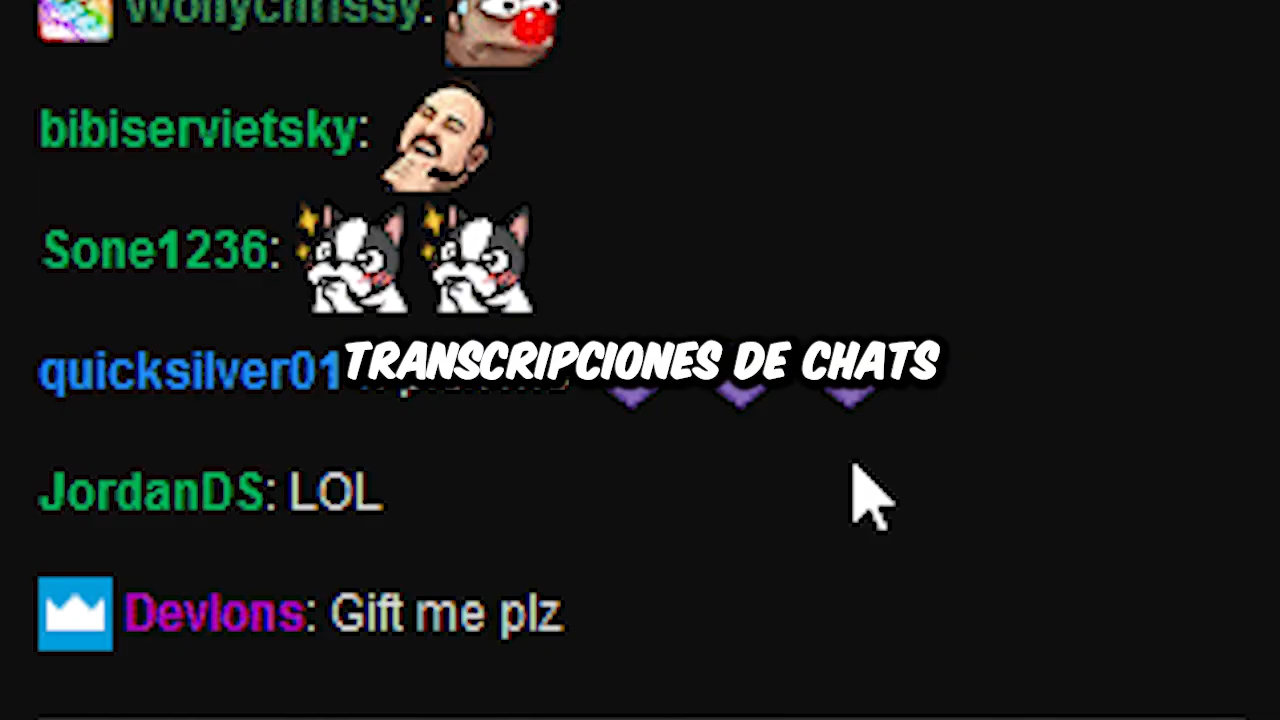 bibiservietsky:
Sone1236:
quicksilver01
TRANSCRIPCIONES DE CHATS
JordanDS: LOL
Devlons: Gift me plz